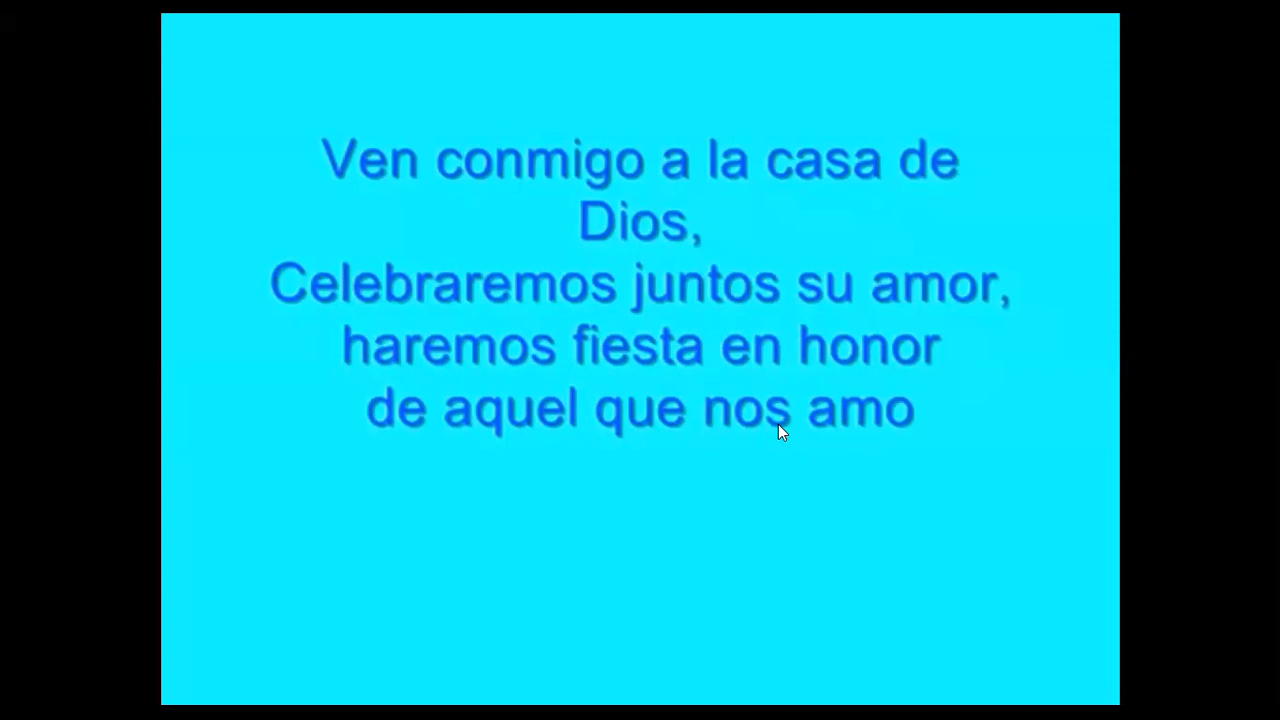 Ven conmigo a la casa de
Dios,
Celebraremos juntos su amor,
haremos fiesta en honor
de aquel que nos amo